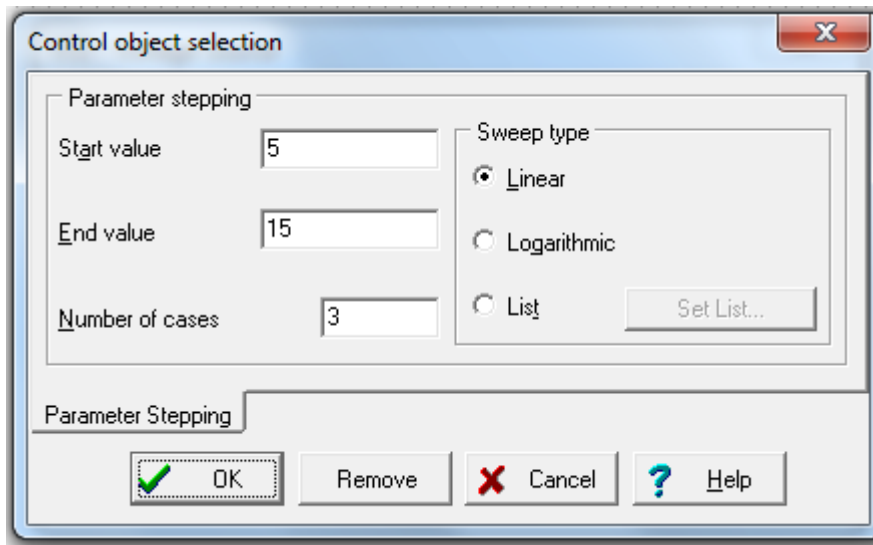 Control object selection
Parameter stepping
Start value
5
End value
15
Number of cases
3
Sweep type
Linear
Logarithmic
List
Set List...
Parameter Stepping
OK
Remove
Cancel
Help